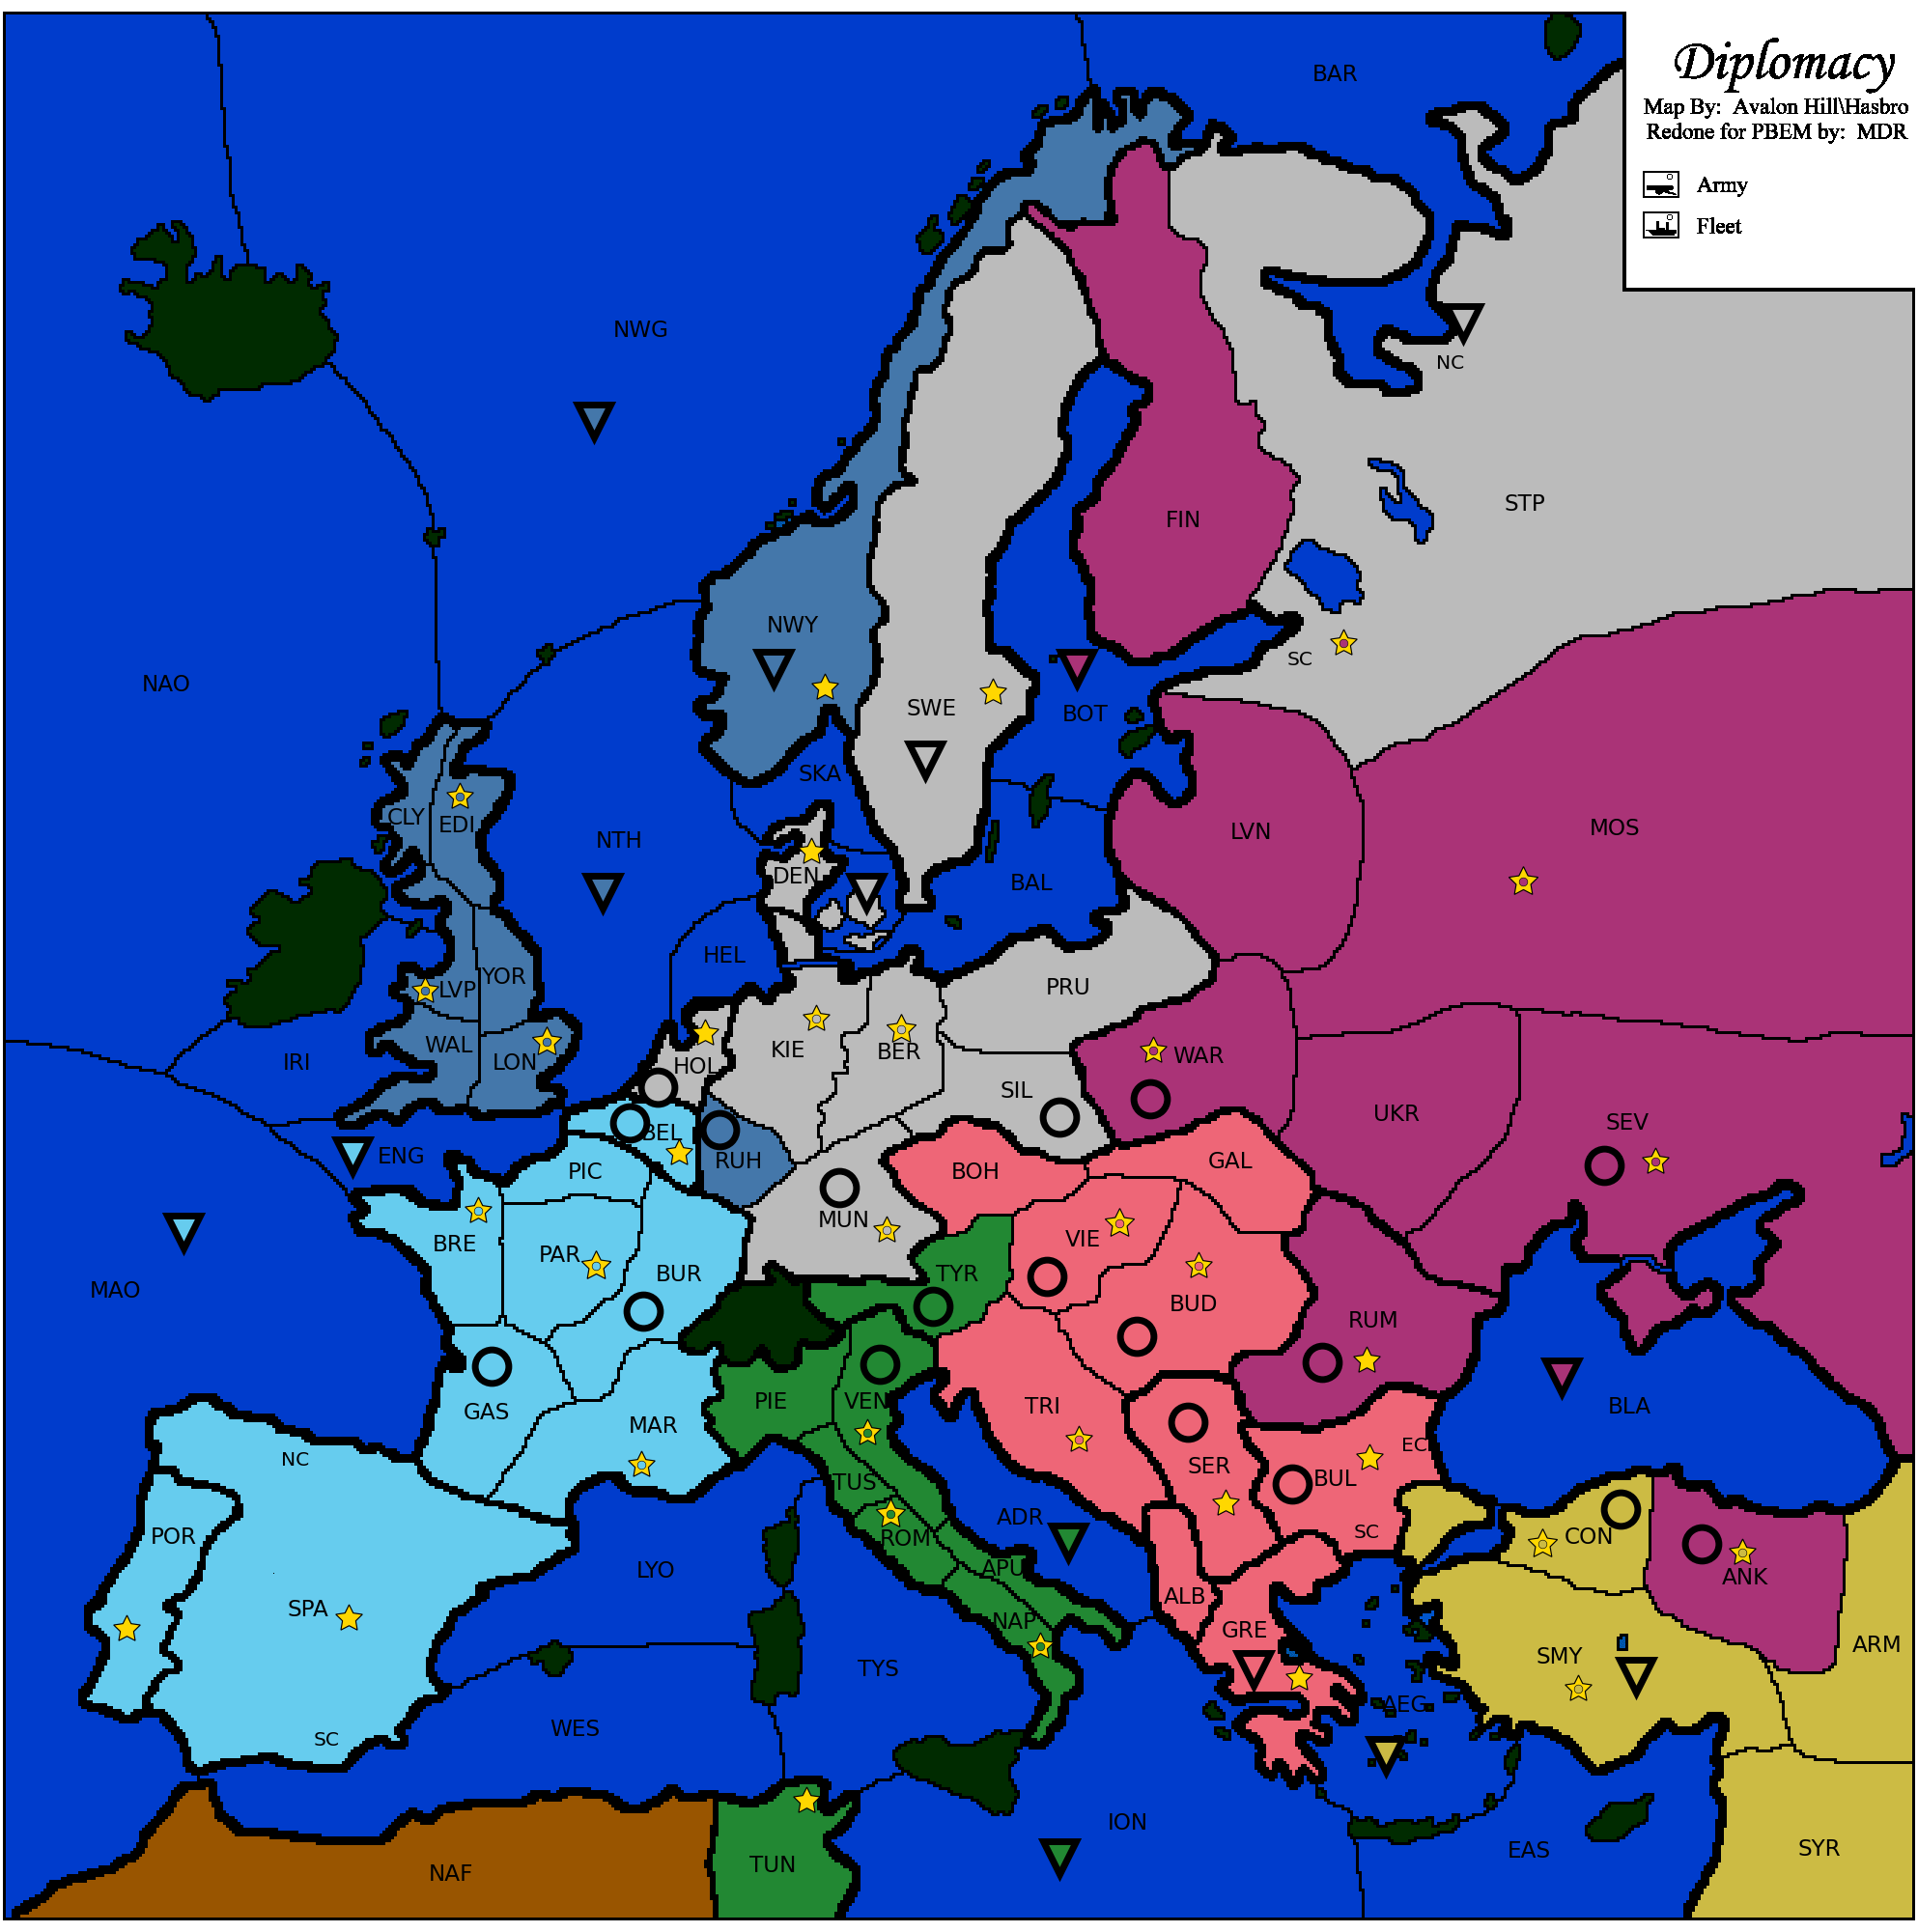 BAR
Diplomacy
Map By: Avalon Hill\Hasbro
Redone for PBEM by: MDR
Army
Fleet
NWG
NC
STP
FIN
NWY
SC
NAO
SWE
BOT
SKA
CLY
EDI
NTH
LVN
MOS
DEN
BAL
HEL
LVP
YOR
PRU
IRI
WAL
LON
HOL
KIE
BER
WAR
SIL
UKR
SEV
ENG
BEL
PIC
RUH
BOH
GAL
MUN
BRE
PAR
BUR
VIE
TYR
MAO
BUD
RUM
GAS
MAR
PIE
VEN
TRI
BLA
NC
EC
SER
BUL
TUS
POR
ROM
ADR
SC
CON
LYO
APU
ANK
SPA
NAP
ALB
GRE
ARM
SMY
TYS
AEG
WES
SC
ION
EAS
SYR
NAF
TUN